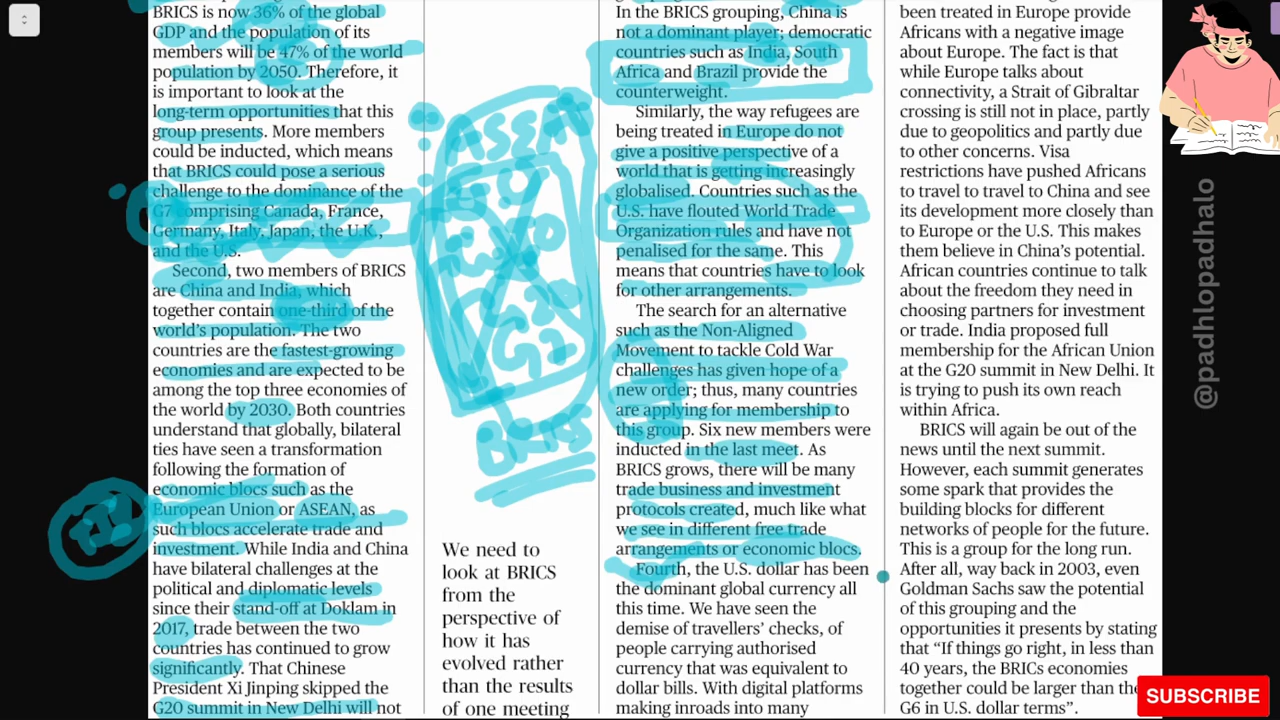 BRICS is now 36% of the global
GDP and the population of its
members will be 47% of the world
population by 2050. Therefore, it
is important to look at the
long-term opportunities that this
group presents. More members
could be inducted, which means
that BRICS could pose a serious
challenge to the dominance of the
G7 comprising Canada, France,
Germany, Italy, Japan, the U.K.,
and the U.S.
Second, two members of BRICS
are China and India, which
together contain one-third of the
world's population. The two
countries are the fastest-growing
economies and are expected to be
among the top three economies of
the world by 2030. Both countries
understand that globally, bilateral
ties have seen a transformation
following the formation of
economic blocs such as the
European Union or ASEAN, as
such blocs accelerate trade and
investment. While India and China
have bilateral challenges at the
political and diplomatic levels
since their stand-off at Doklam in
2017, trade between the two
countries has continued to grow
significantly. That Chinese
President Xi Jinping skipped the
G20 summit in New Delhi will not
ASEAN
BRICS
We need to
look at BRICS
from the
perspective of
how it has
evolved rather
than the results
of one meeting
In the BRICS grouping, China is
not a dominant player; democratic
countries such as India, South
Africa and Brazil provide the
counterweight.
Similarly, the way refugees are
being treated in Europe do not
give a positive perspective of a
world that is getting increasingly
globalised. Countries such as the
U.S. have flouted World Trade
Organization rules and have not
penalised for the same. This
means that countries have to look
for other arrangements.
The search for an alternative
such as the Non-Aligned
Movement to tackle Cold War
challenges has given hope of a
new order; thus, many countries
are applying for membership to
this group. Six new members were
inducted in the last meet. As
BRICS grows, there will be many
trade business and investment
protocols created, much like what
we see in different free trade
arrangements or economic blocs.
Fourth, the U.S. dollar has been
the dominant global currency all
this time. We have seen the
demise of travellers' checks, of
people carrying authorised
currency that was equivalent to
dollar bills. With digital platforms
making inroads into many
been treated in Europe provide
Africans with a negative image
about Europe. The fact is that
while Europe talks about
connectivity, a Strait of Gibraltar
crossing is still not in place, partly
due to geopolitics and partly due
to other concerns. Visa
restrictions have pushed Africans
to travel to travel to China and see
its development more closely than
to Europe or the U.S. This makes
them believe in China's potential.
African countries continue to talk
about the freedom they need in
choosing partners for investment
or trade. India proposed full
membership for the African Union
at the G20 summit in New Delhi. It
is trying to push its own reach
within Africa.
BRICS will again be out of the
news until the next summit.
However, each summit generates
some spark that provides the
building blocks for different
networks of people for the future.
This is a group for the long run.
After all, way back in 2003, even
Goldman Sachs saw the potential
of this grouping and the
opportunities it presents by stating
that “If things go right, in less than
40 years, the BRICs economies
together could be larger than the
G6 in U.S. dollar terms”.
@padhlopadhalo
SUBSCRIBE